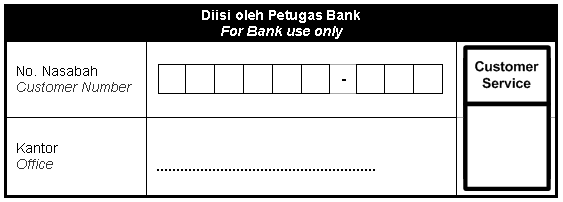 Diisi oleh Petugas Bank
For Bank use only
No. Nasabah
Customer Number
-
Customer
Service
Kantor
Office